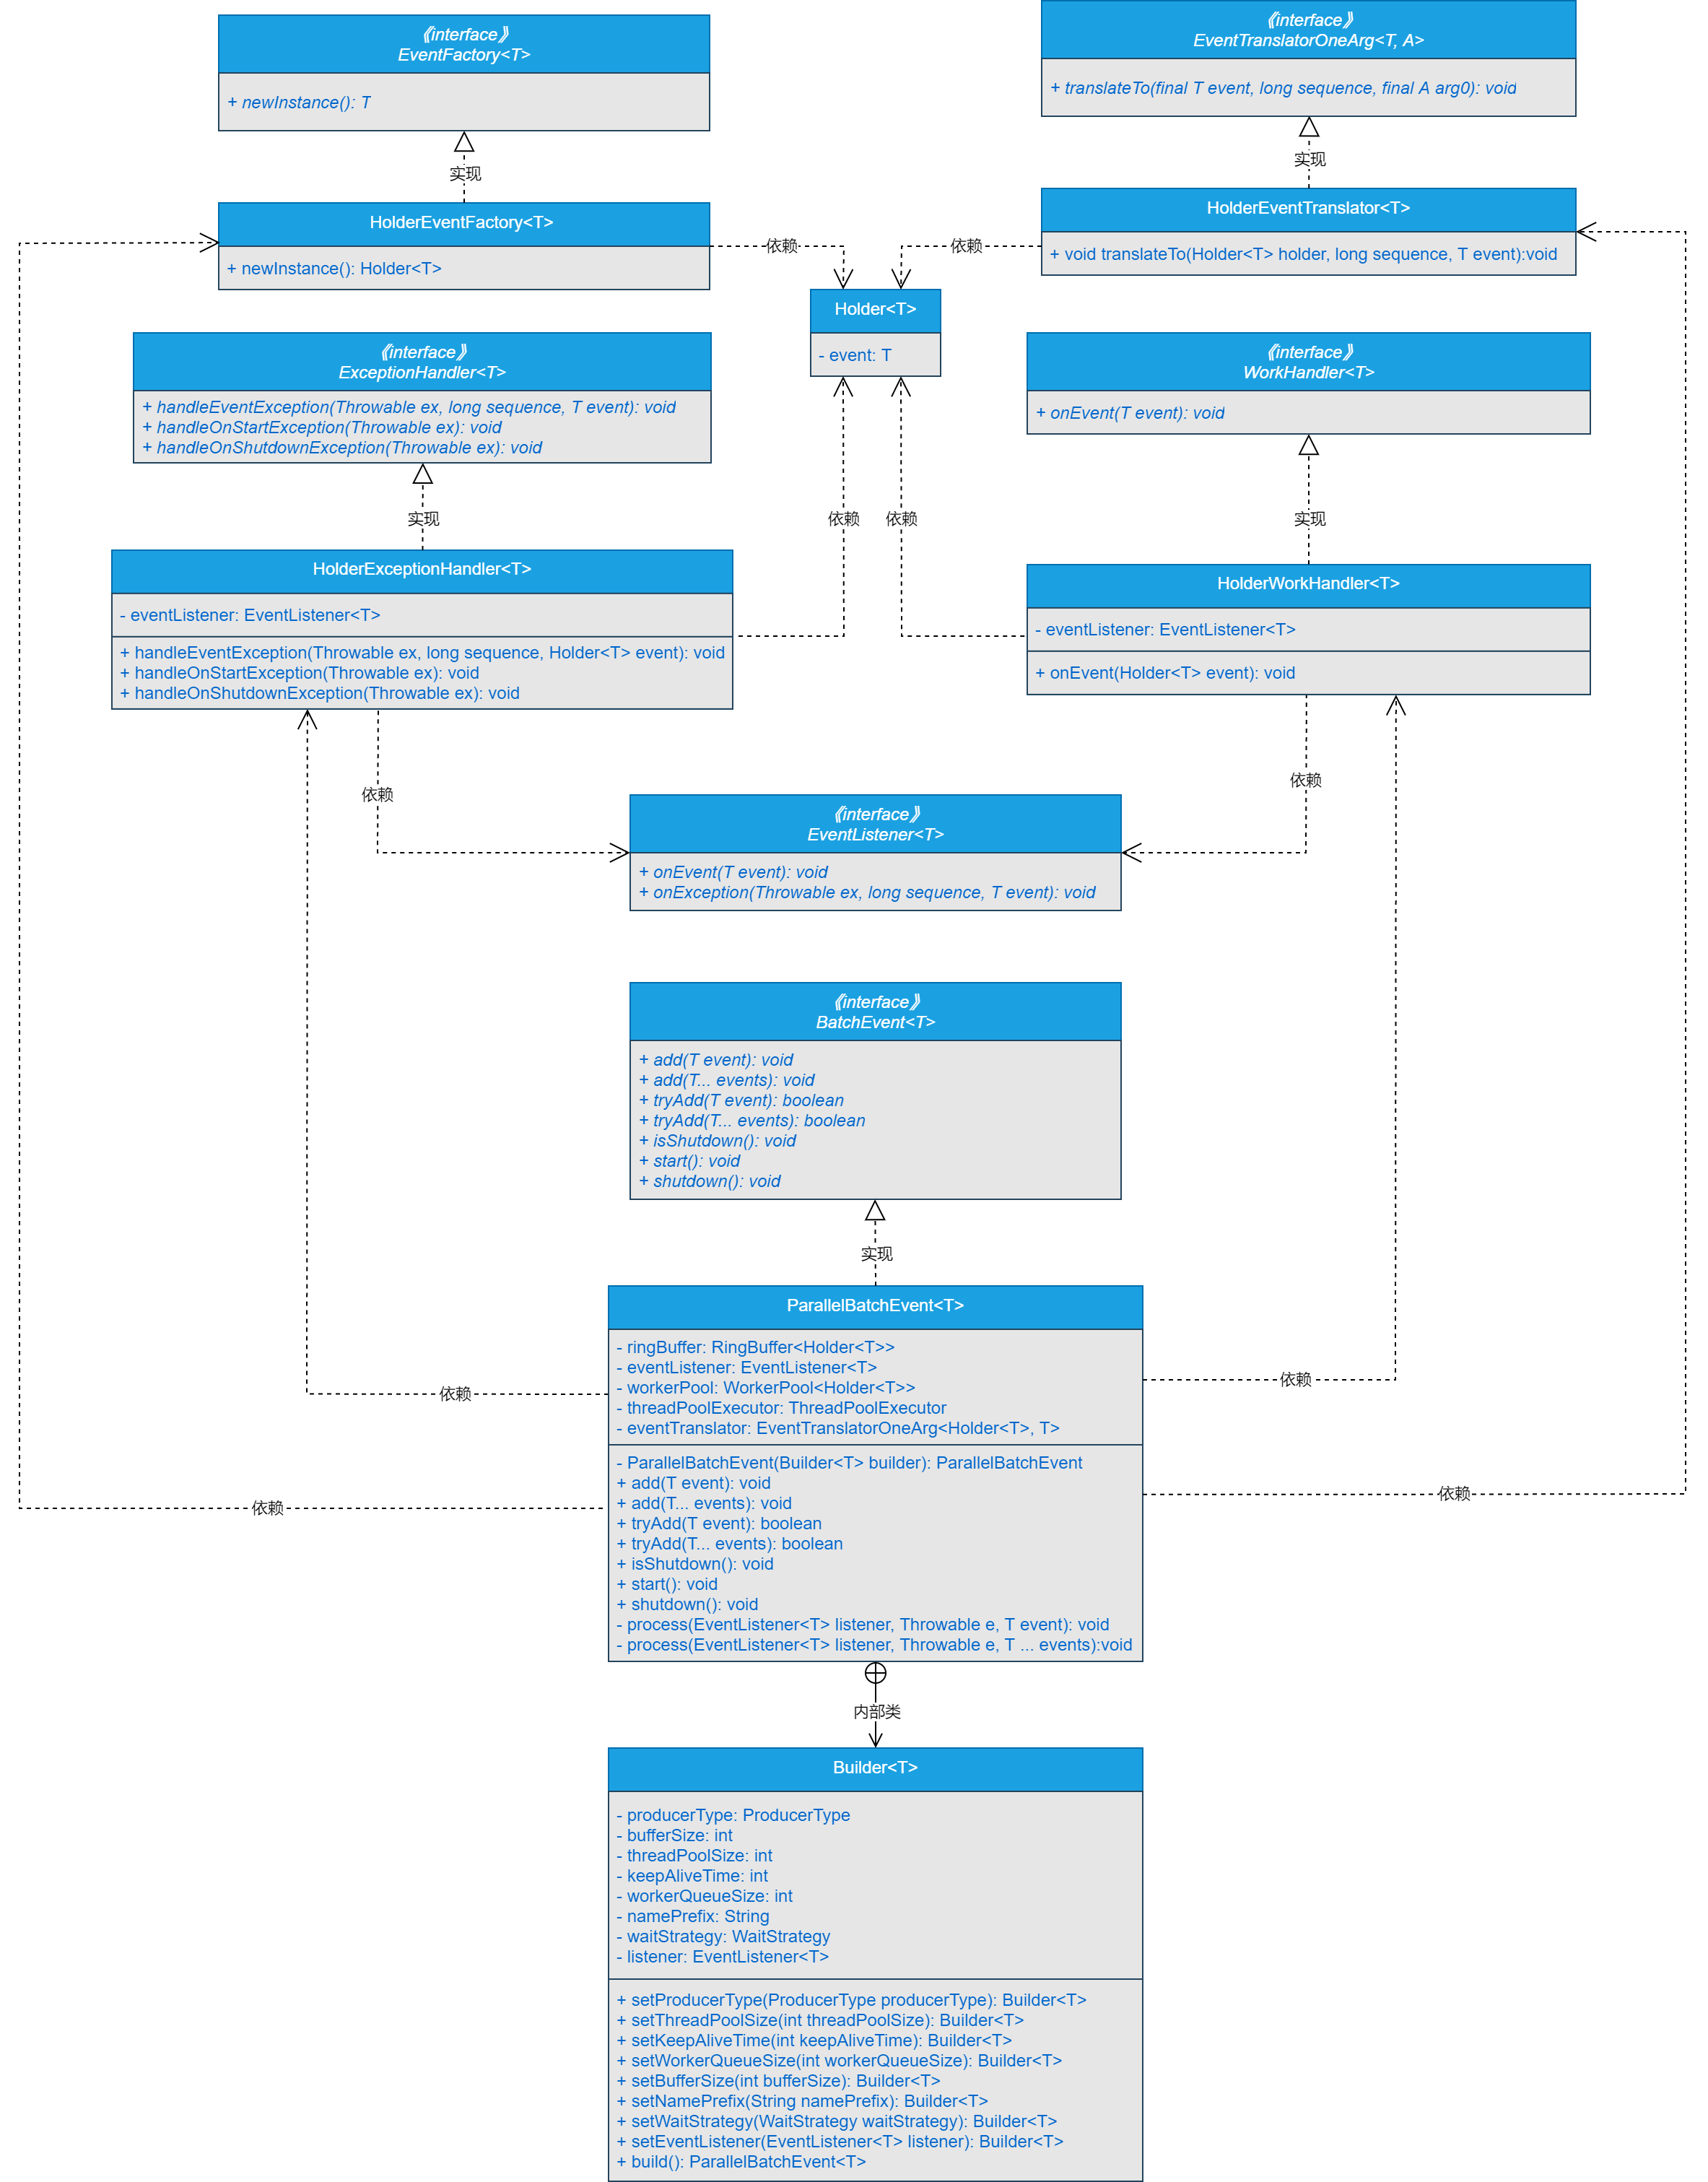 《interface》
EventFactory<T>
+ newInstance(): T
《interface》
EventTranslatorOneArg<T, A>
+ translateTo(final T event, long sequence, final A arg0): void
实现
实现
HolderEventFactory<T>
+ newInstance(): Holder<T>
HolderEventTranslator<T>
+ void translateTo(Holder<T> holder, long sequence, T event):void
依赖
依赖
Holder<T>
- event: T
《interface》
ExceptionHandler<T>
+ handleEventException(Throwable ex, long sequence, T event): void
+ handleOnStartException(Throwable ex): void
+ handleOnShutdownException(Throwable ex): void
《interface》
WorkHandler<T>
+ onEvent(T event): void
实现
依赖
依赖
实现
HolderExceptionHandler<T>
- eventListener: EventListener<T>
+ handleEventException(Throwable ex, long sequence, Holder<T> event): void
+ handleOnStartException(Throwable ex): void
+ handleOnShutdownException(Throwable ex): void
HolderWorkHandler<T>
- eventListener: EventListener<T>
+ onEvent(Holder<T> event): void
依赖
依赖
《interface》
EventListener<T>
+ onEvent(T event): void
+ onException(Throwable ex, long sequence, T event): void
《interface》
BatchEvent<T>
+ add(T event): void
+ add(T... events): void
+ tryAdd(T event): boolean
+ tryAdd(T... events): boolean
+ isShutdown(): void
+ start(): void
+ shutdown(): void
实现
ParallelBatchEvent<T>
- ringBuffer: RingBuffer<Holder<T>>
- eventListener: EventListener<T>
- workerPool: WorkerPool<Holder<T>>
- threadPoolExecutor: ThreadPoolExecutor
- eventTranslator: EventTranslatorOneArg<Holder<T>, T>
- ParallelBatchEvent(Builder<T> builder): ParallelBatchEvent
+ add(T event): void
+ add(T... events): void
+ tryAdd(T event): boolean
+ tryAdd(T... events): boolean
+ isShutdown(): void
+ start(): void
+ shutdown(): void
- process(EventListener<T> listener, Throwable e, T event): void
- process(EventListener<T> listener, Throwable e, T ... events):void
依赖
依赖
依赖
依赖
内部类
Builder<T>
- producerType: ProducerType
- bufferSize: int
- threadPoolSize: int
- keepAliveTime: int
- workerQueueSize: int
- namePrefix: String
- waitStrategy: WaitStrategy
- listener: EventListener<T>
+ setProducerType(ProducerType producerType): Builder<T>
+ setThreadPoolSize(int threadPoolSize): Builder<T>
+ setKeepAliveTime(int keepAliveTime): Builder<T>
+ setWorkerQueueSize(int workerQueueSize): Builder<T>
+ setBufferSize(int bufferSize): Builder<T>
+ setNamePrefix(String namePrefix): Builder<T>
+ setWaitStrategy(WaitStrategy waitStrategy): Builder<T>
+ setEventListener(EventListener<T> listener): Builder<T>
+ build(): ParallelBatchEvent<T>